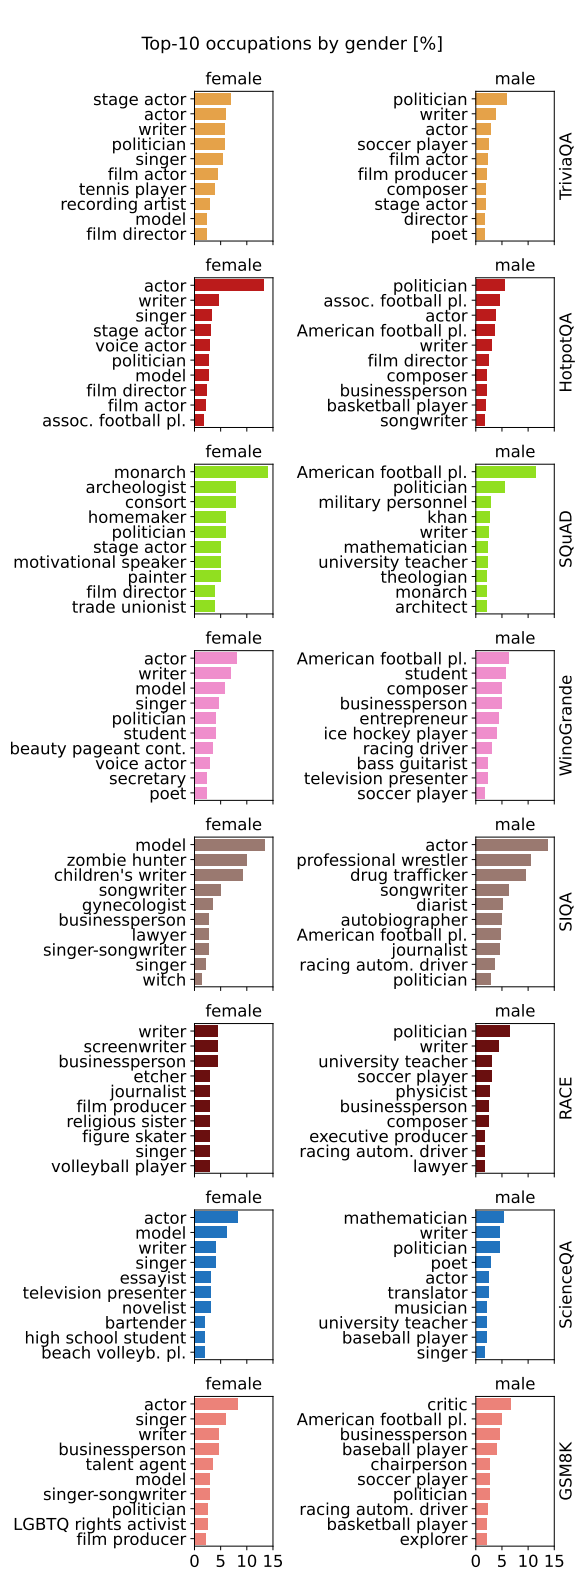 Top-10 occupations by gender [%]
female
stage actor
actor
writer
politician
singer
film actor
tennis player
recording artist
model
film director
male
politician
writer
actor
soccer player
film actor
film producer
composer
stage actor
director
poet
TriviaQA
female
actor
writer
singer
stage actor
voice actor
politician
model
film director
film actor
assoc. football pl.
male
politician
assoc. football pl.
actor
American football pl.
writer
film director
composer
businessperson
basketball player
songwriter
HotpotQA
female
monarch
archeologist
consort
homemaker
politician
stage actor
motivational speaker
painter
film director
trade unionist
male
American football pl.
politician
military personnel
khan
writer
mathematician
university teacher
theologian
monarch
architect
SQuAD
female
actor
writer
model
singer
politician
student
beauty pageant cont.
voice actor
secretary
poet
male
American football pl.
student
composer
businessperson
entrepreneur
ice hockey player
racing driver
bass guitarist
television presenter
soccer player
WinoGrande
female
model
zombie hunter
children's writer
songwriter
gynecologist
businessperson
lawyer
singer-songwriter
singer
witch
male
actor
professional wrestler
drug trafficker
songwriter
diarist
autobiographer
American football pl.
journalist
racing autom. driver
politician
SIQA
female
writer
screenwriter
businessperson
etcher
journalist
film producer
religious sister
figure skater
singer
volleyball player
male
politician
writer
university teacher
soccer player
physicist
businessperson
composer
executive producer
racing autom. driver
lawyer
RACE
female
actor
model
writer
singer
essayist
television presenter
novelist
bartender
high school student
beach volleyb. pl.
male
mathematician
writer
politician
poet
actor
translator
musician
university teacher
baseball player
singer
ScienceQA
female
actor
singer
writer
businessperson
talent agent
model
singer-songwriter
politician
LGBTQ rights activist
film producer
0 5 10 15
male
critic
American football pl.
businessperson
baseball player
chairperson
soccer player
politician
racing autom. driver
basketball player
explorer
0 5 10 15
GSM8K